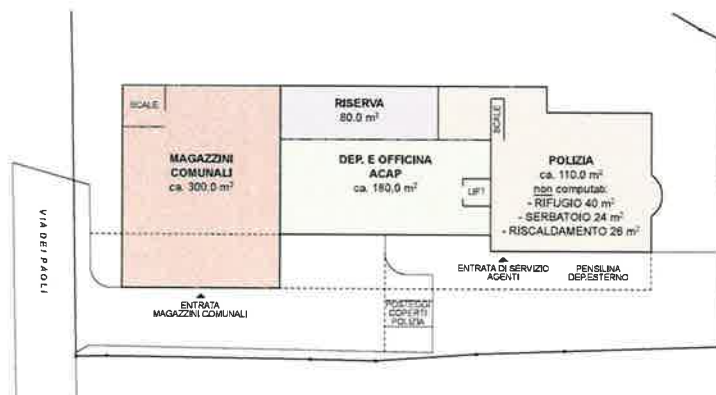 SCALE
RISERVA
80.0 m²
MAGAZZINI
COMUNALI
ca. 300.0 m²
DEP. E OFFICINA
ACAP
ca. 180.0 m²
SCALE
LIFT
POLIZIA
ca. 110.0 m²
non computati:
- RIFUGIO 40 m²
- SERBATOIO 24 m²
- RISCALDAMENTO 26 m²
VIA DEI PAOLI
ENTRATA
MAGAZZINI COMUNALI
POSTEGGI
COPERTI
POLIZIA
ENTRATA DI SERVIZIO
AGENTI
PENSILINA
DEP.ESTERNO